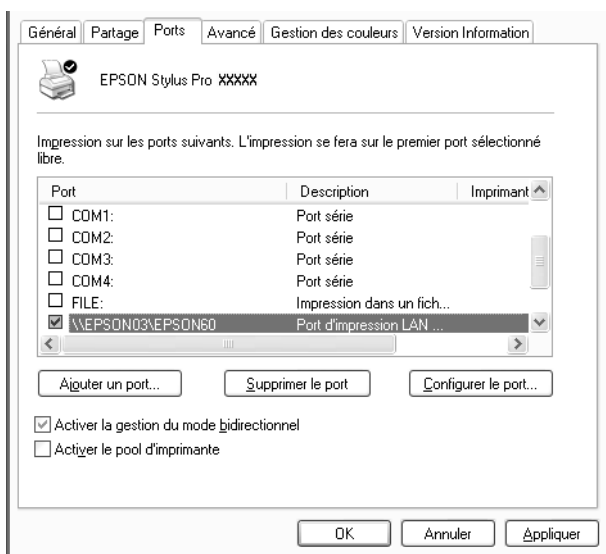 Général Partage Ports Avancé Gestion des couleurs Version Information
EPSON Stylus Pro XXXXX
Impression sur les ports suivants. L'impression se fera sur le premier port sélectionné
libre.
Port Description Imprimant
COM1: Port série
COM2: Port série
COM3: Port série
COM4: Port série
FILE: Impression dans un fich...
\\EPSON03\EPSON60 Port d'impression LAN ...
Ajouter un port... Supprimer le port Configurer le port...
Activer la gestion du mode bidirectionnel
Activer le pool d'imprimante
OK Annuler Appliquer